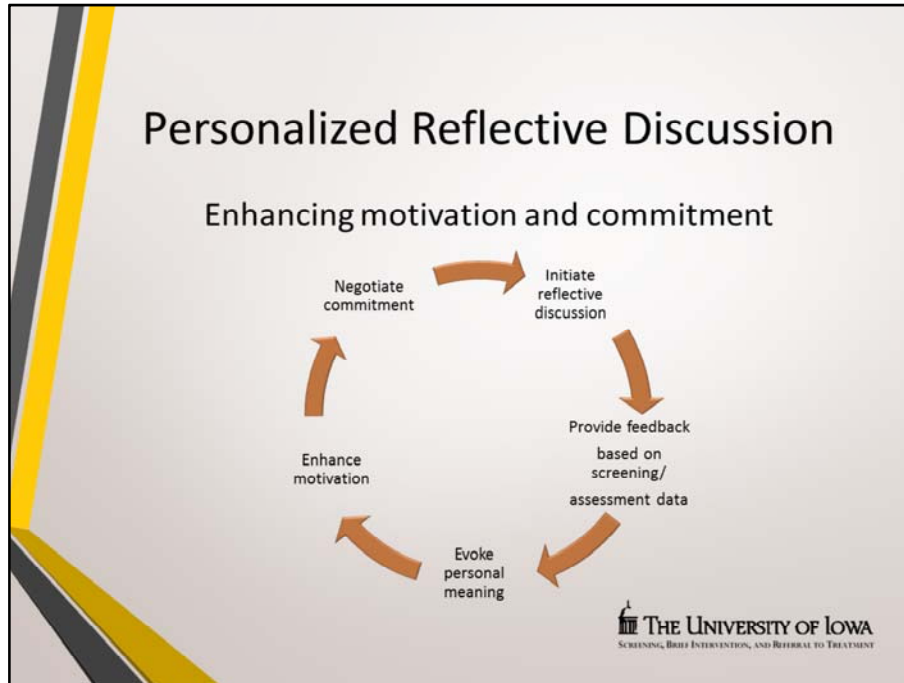 Personalized Reflective Discussion
Enhancing motivation and commitment
Negotiate
commitment
Initiate
reflective
discussion
Provide feedback
based on
screening/
assessment data
Evoke
personal
meaning
Enhance
motivation
THE UNIVERSITY OF IOWA
SCREENING, BRIEF INTERVENTION, AND REFERRAL TO TREATMENT